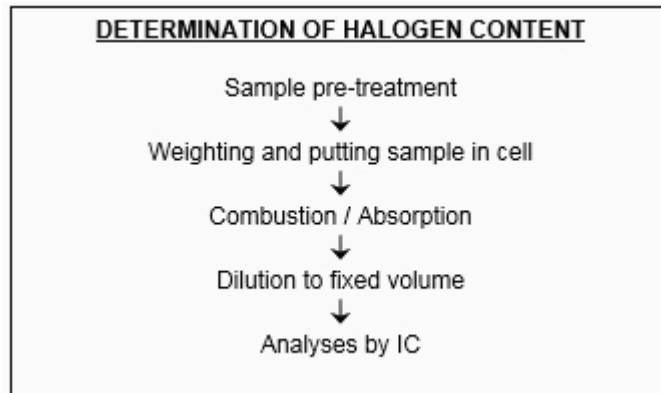 DETERMINATION OF HALOGEN CONTENT
Sample pre-treatment
↓
Weighting and putting sample in cell
↓
Combustion / Absorption
↓
Dilution to fixed volume
↓
Analyses by IC